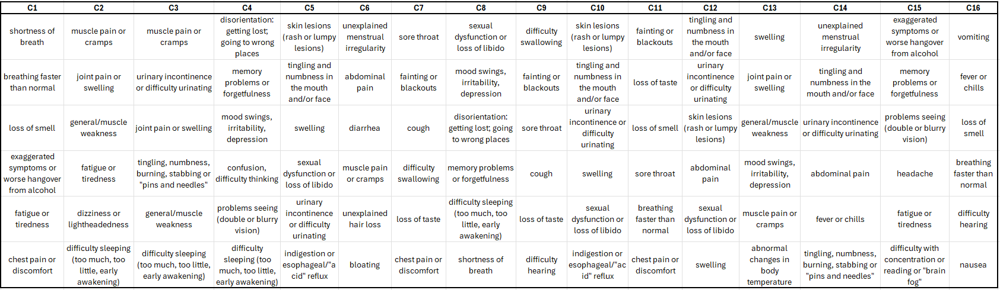 C1 C2 C3 C4 C5 C6 C7 C8 C9 C10 C11 C12 C13 C14 C15 C16
shortness of
breath
muscle pain or
cramps
muscle pain or
cramps
disorientation:
getting lost;
going to wrong
places
skin lesions
(rash or lumpy
lesions)
unexplained
menstrual
irregularity
sore throat
sexual
dysfunction or
loss of libido
difficulty
swallowing
skin lesions
(rash or lumpy
lesions)
fainting or
blackouts
tingling and
numbness in
the mouth
and/or face
swelling
unexplained
menstrual
irregularity
exaggerated
symptoms or
worse hangover
from alcohol
vomiting
breathing faster
than normal
joint pain or
swelling
urinary incontinence
or difficulty urinating
memory
problems or
forgetfulness
tingling and
numbness in
the mouth
and/or face
abdominal
pain
fainting or
blackouts
mood swings,
irritability,
depression
fainting or
blackouts
tingling and
numbness in
the mouth
and/or face
loss of taste
urinary
incontinence
or difficulty
urinating
joint pain or
swelling
tingling and
numbness in the
mouth and/or face
memory
problems or
forgetfulness
fever or
chills
loss of smell
general/muscle
weakness
joint pain or swelling
mood swings,
irritability,
depression
swelling
diarrhea
cough
disorientation:
getting lost; going
to wrong places
sore throat
urinary
incontinence or
difficulty
urinating
loss of smell
skin lesions
(rash or lumpy
lesions)
general/muscle
weakness
urinary incontinence
or difficulty urinating
problems seeing
(double or blurry
vision)
loss of
smell
exaggerated
symptoms or
worse hangover
from alcohol
fatigue or
tiredness
tingling, numbness,
burning, stabbing or
"pins and needles"
confusion,
difficulty thinking
sexual
dysfunction or
loss of libido
muscle pain
or cramps
difficulty
swallowing
memory problems
or forgetfulness
cough
swelling
sore throat
abdominal
pain
mood swings,
irritability,
depression
abdominal pain
headache
breathing
faster than
normal
fatigue or
tiredness
dizziness or
lightheadedness
general/muscle
weakness
problems seeing
(double or blurry
vision)
urinary
incontinence
or difficulty
urinating
unexplained
hair loss
loss of taste
difficulty sleeping
(too much, too
little, early
awakening)
loss of taste
sexual
dysfunction or
loss of libido
breathing
faster than
normal
sexual
dysfunction or
loss of libido
muscle pain or
cramps
fever or chills
fatigue or
tiredness
difficulty
hearing
chest pain or
discomfort
difficulty sleeping
(too much, too
little, early
awakening)
difficulty sleeping
(too much, too little,
early awakening)
difficulty
sleeping (too
much, too little,
early awakening)
indigestion or
esophageal/"a
cid" reflux
bloating
chest pain or
discomfort
shortness of
breath
difficulty
hearing
indigestion or
esophageal/"ac
id" reflux
chest pain or
discomfort
swelling
abnormal
changes in
body
temperature
tingling, numbness,
burning, stabbing or
"pins and needles"
difficulty with
concentration or
reading or "brain
fog"
nausea